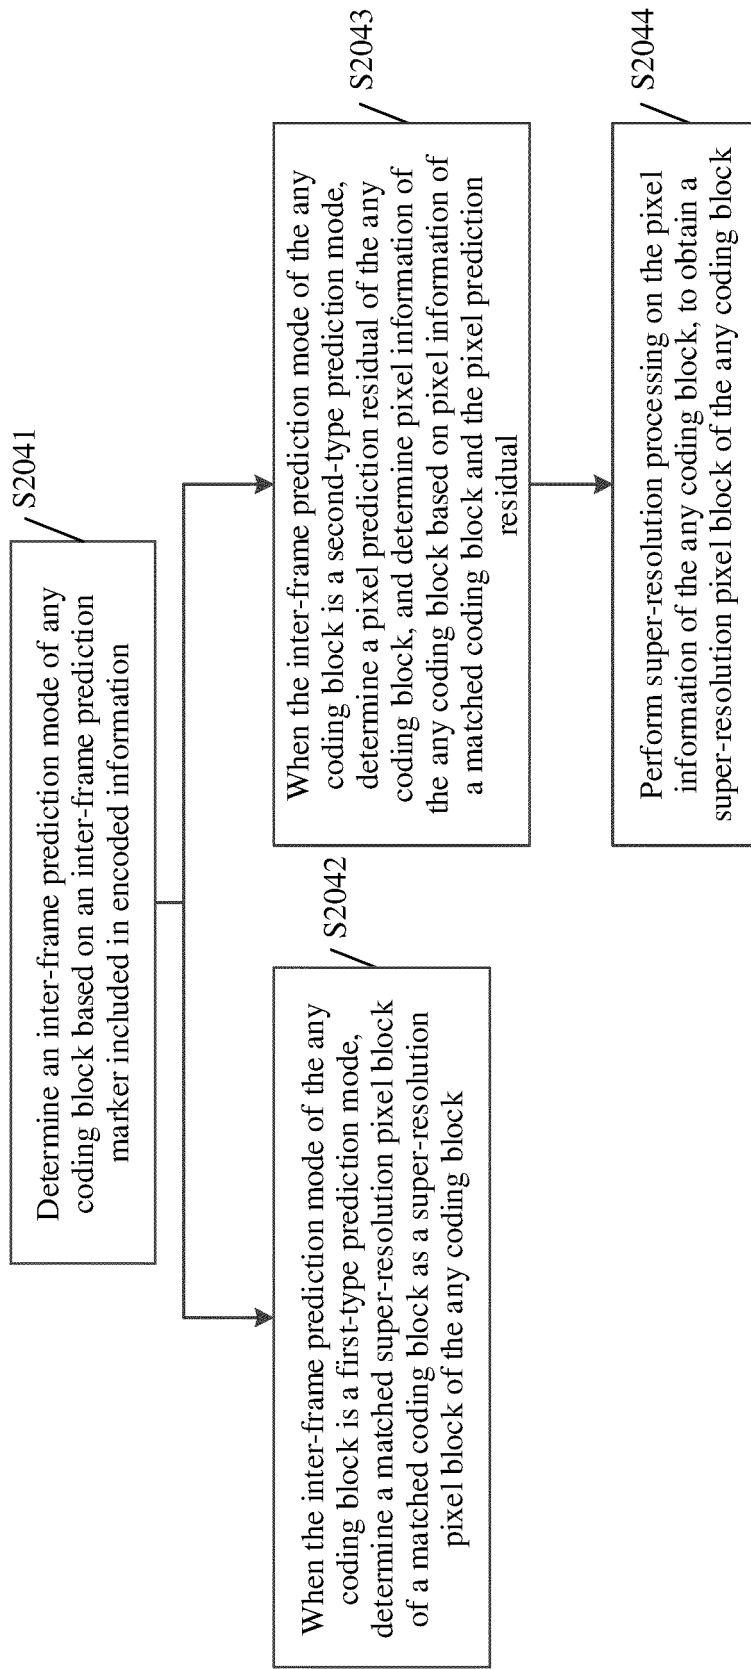 S2041
Determine an inter-frame prediction mode of any
coding block based on an inter-frame prediction
marker included in encoded information
S2042
When the inter-frame prediction mode of the any
coding block is a first-type prediction mode,
determine a matched super-resolution pixel block
of a matched coding block as a super-resolution
pixel block of the any coding block
S2043
When the inter-frame prediction mode of the any
coding block is a second-type prediction mode,
determine a pixel prediction residual of the any
coding block, and determine pixel information of
the any coding block based on pixel information of
a matched coding block and the pixel prediction
residual
S2044
Perform super-resolution processing on the pixel
information of the any coding block, to obtain a
super-resolution pixel block of the any coding block